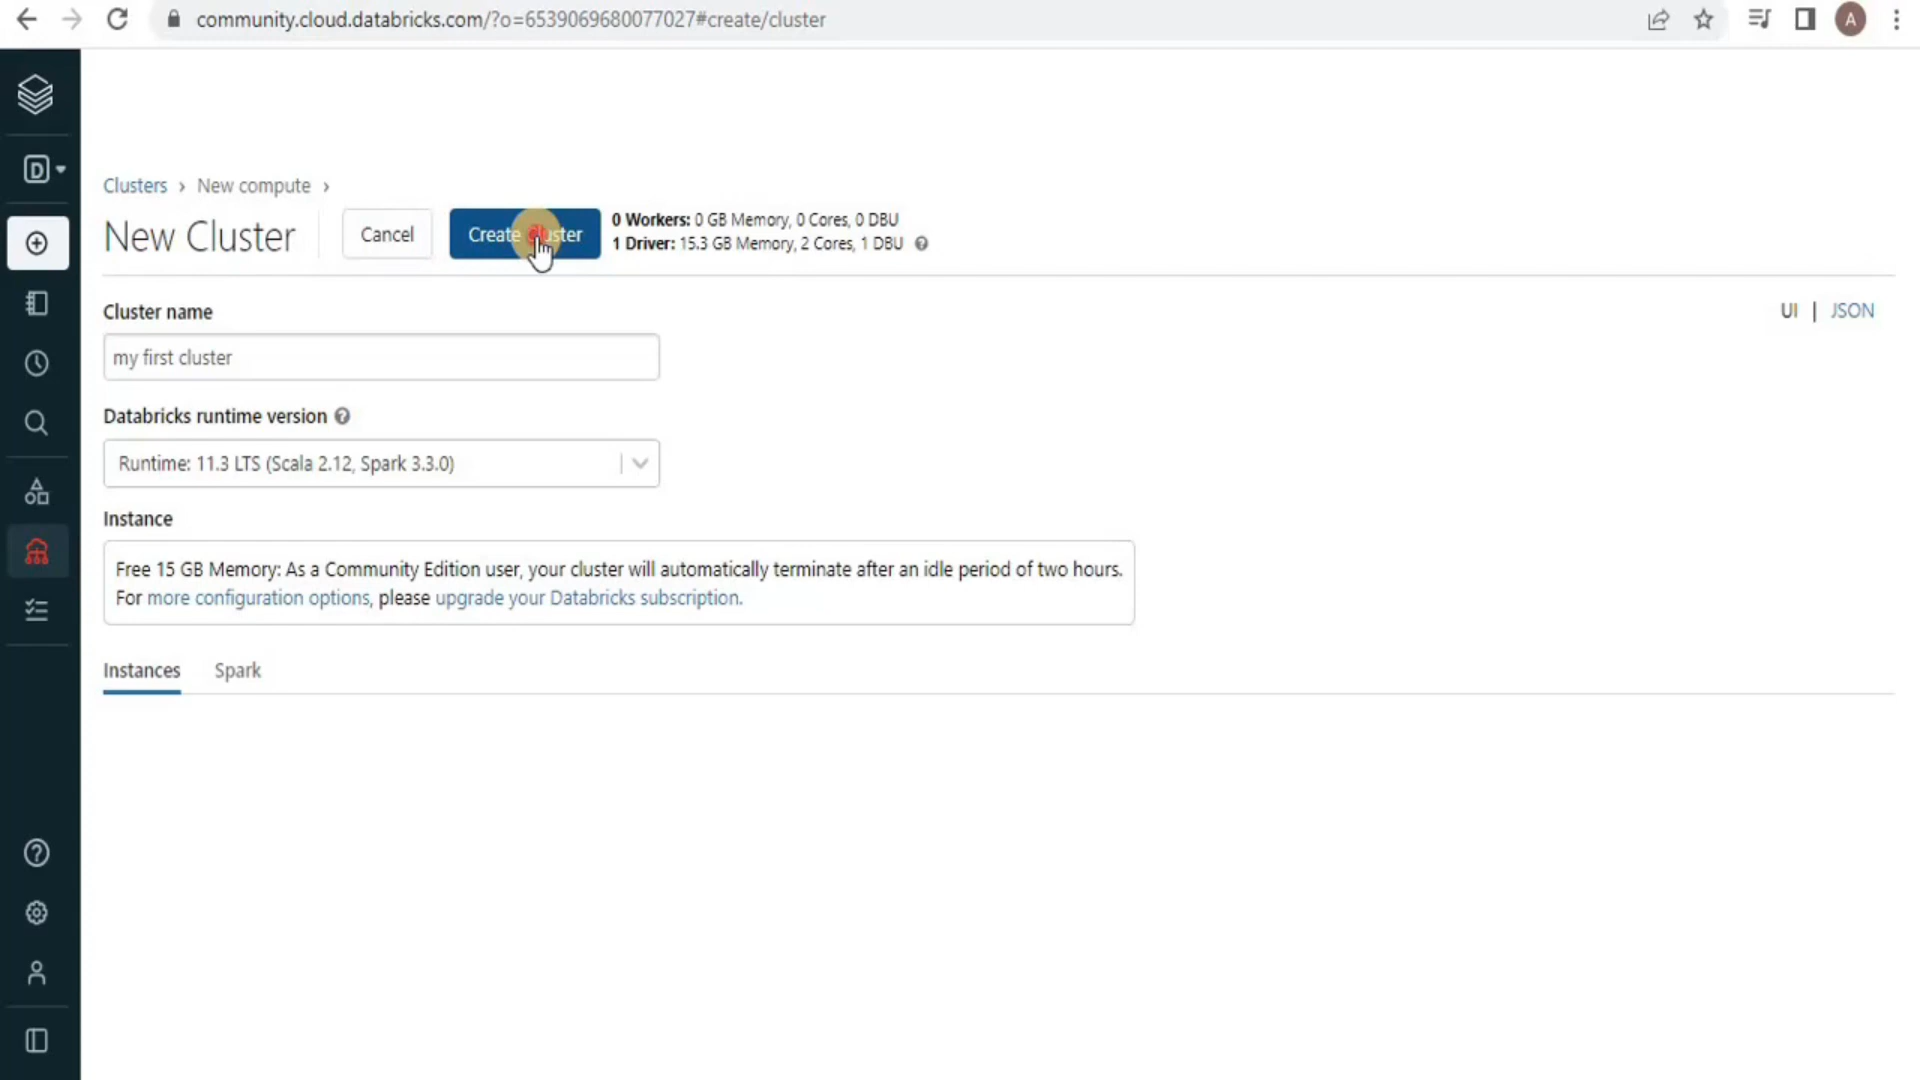 community.cloud.databricks.com/?o=6539069680077027#create/cluster
A
D
Clusters › New compute ›
New Cluster
Cancel
Create
0 Workers: 0 GB Memory, 0 Cores, 0 DBU
1 Driver: 15.3 GB Memory, 2 Cores, 1 DBU
Cluster name
UI | JSON
my first cluster
Databricks runtime version
Runtime: 11.3 LTS (Scala 2.12, Spark 3.3.0)
Instance
Free 15 GB Memory: As a Community Edition user, your cluster will automatically terminate after an idle period of two hours.
For more configuration options, please upgrade your Databricks subscription.
Instances Spark